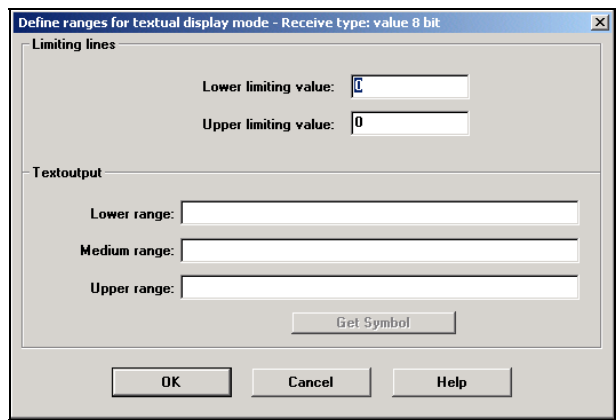 Define ranges for textual display mode - Receive type: value 8 bit
Limiting lines
Lower limiting value: 0
Upper limiting value: 0
Textoutput
Lower range:
Medium range:
Upper range:
Get Symbol
OK Cancel Help